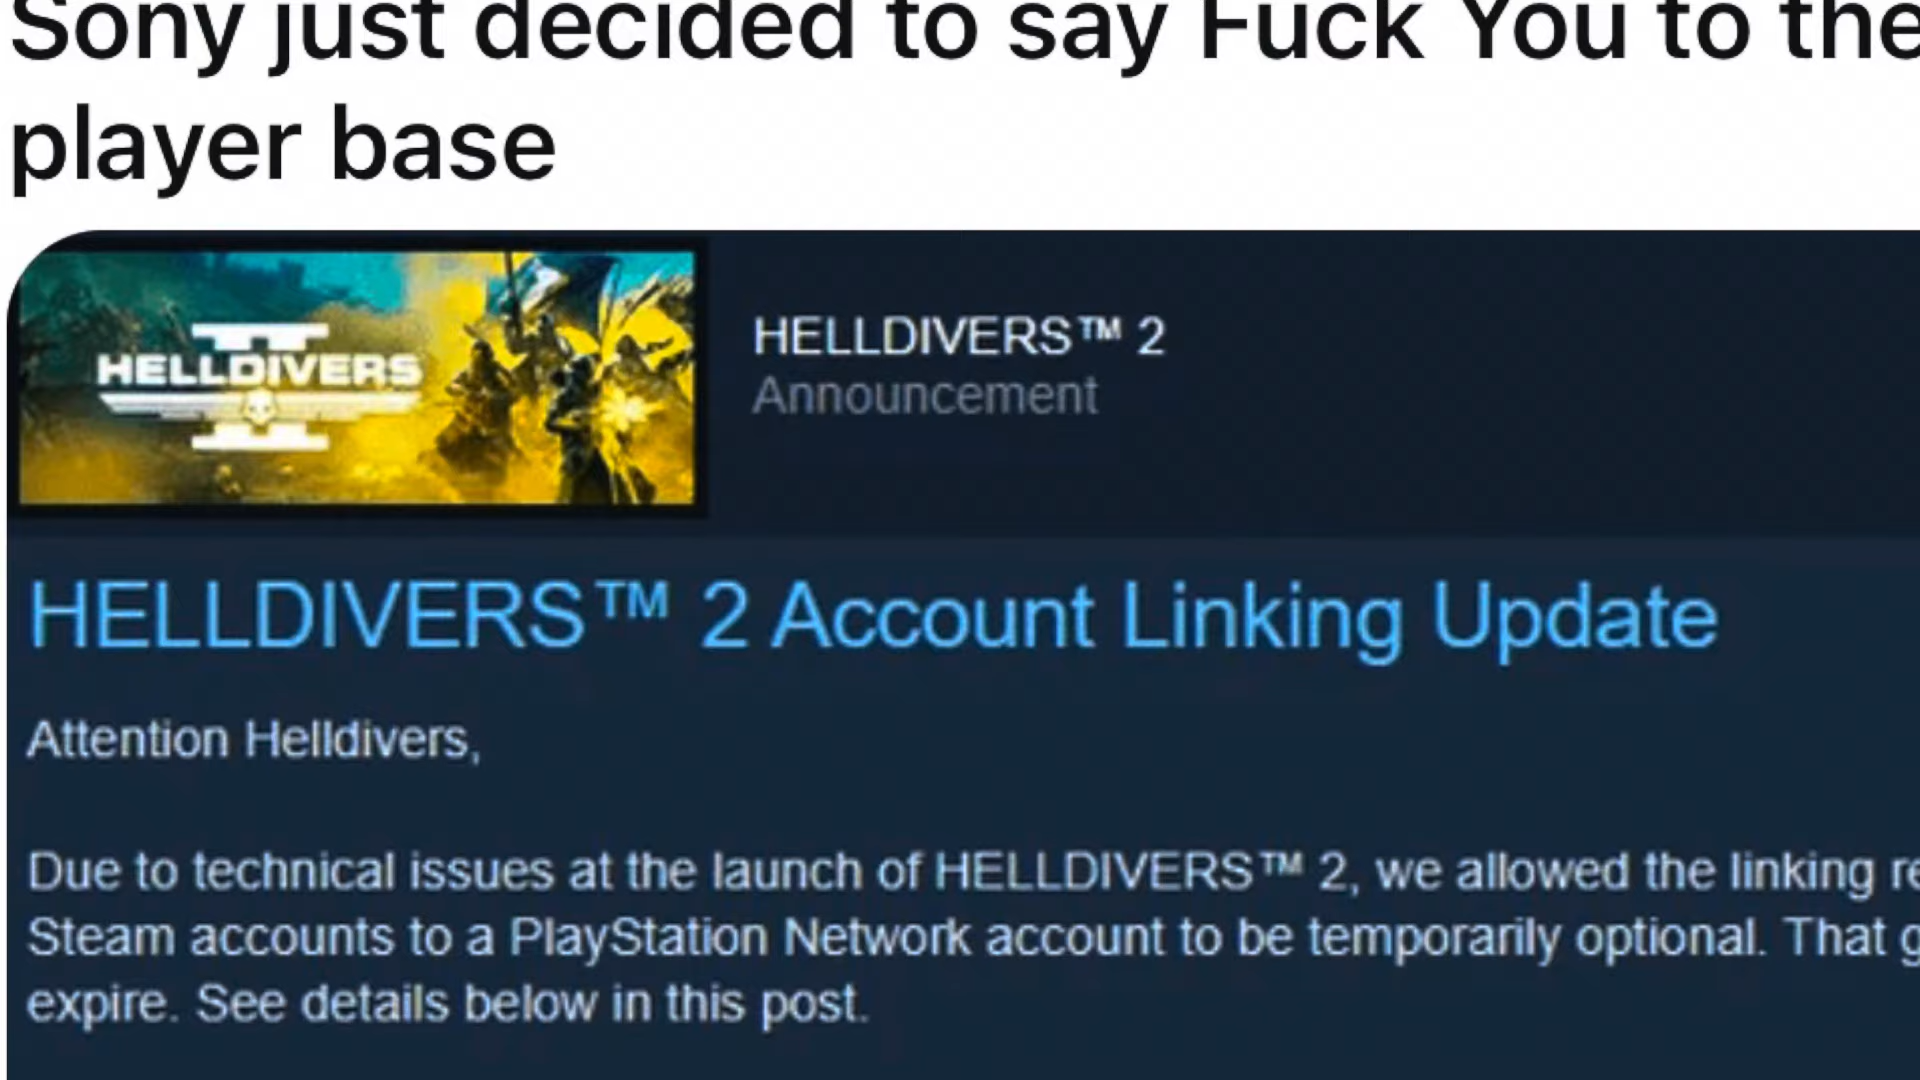 Sony just decided to say Fuck You to the
player base
HELLDIVERS
II
HELLDIVERS™ 2
Announcement
HELLDIVERS™ 2 Account Linking Update
Attention Helldivers,
Due to technical issues at the launch of HELLDIVERS™ 2, we allowed the linking re
Steam accounts to a PlayStation Network account to be temporarily optional. That g
expire. See details below in this post.